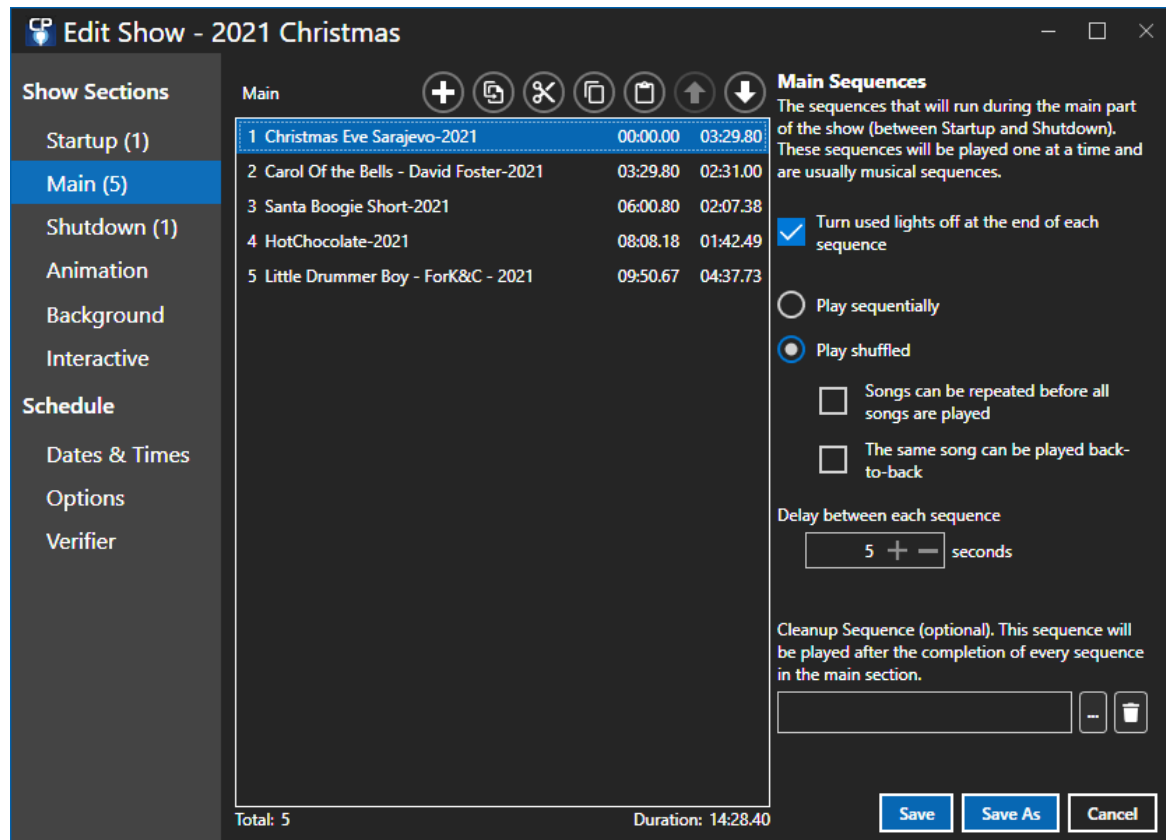 CP
Edit Show - 2021 Christmas
Show Sections
Startup (1)
Main (5)
Shutdown (1)
Animation
Background
Interactive
Schedule
Dates & Times
Options
Verifier
Main
1 Christmas Eve Sarajevo-2021 00:00.00 03:29.80
2 Carol Of the Bells - David Foster-2021 03:29.80 02:31.00
3 Santa Boogie Short-2021 06:00.80 02:07.38
4 HotChocolate-2021 08:08.18 01:42.49
5 Little Drummer Boy - ForK&C - 2021 09:50.67 04:37.73
Total: 5 Duration: 14:28.40
Main Sequences
The sequences that will run during the main part
of the show (between Startup and Shutdown).
These sequences will be played one at a time and
are usually musical sequences.
Turn used lights off at the end of each
sequence
Play sequentially
Play shuffled
Songs can be repeated before all
songs are played
The same song can be played back-
to-back
Delay between each sequence
5 seconds
Cleanup Sequence (optional). This sequence will
be played after the completion of every sequence
in the main section.
...
Save Save As Cancel